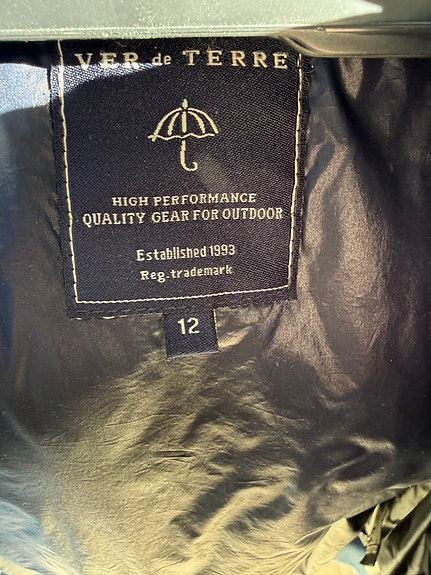 VER de TERRE
HIGH PERFORMANCE
QUALITY GEAR FOR OUTDOOR
Established 1993
Reg. trademark
12